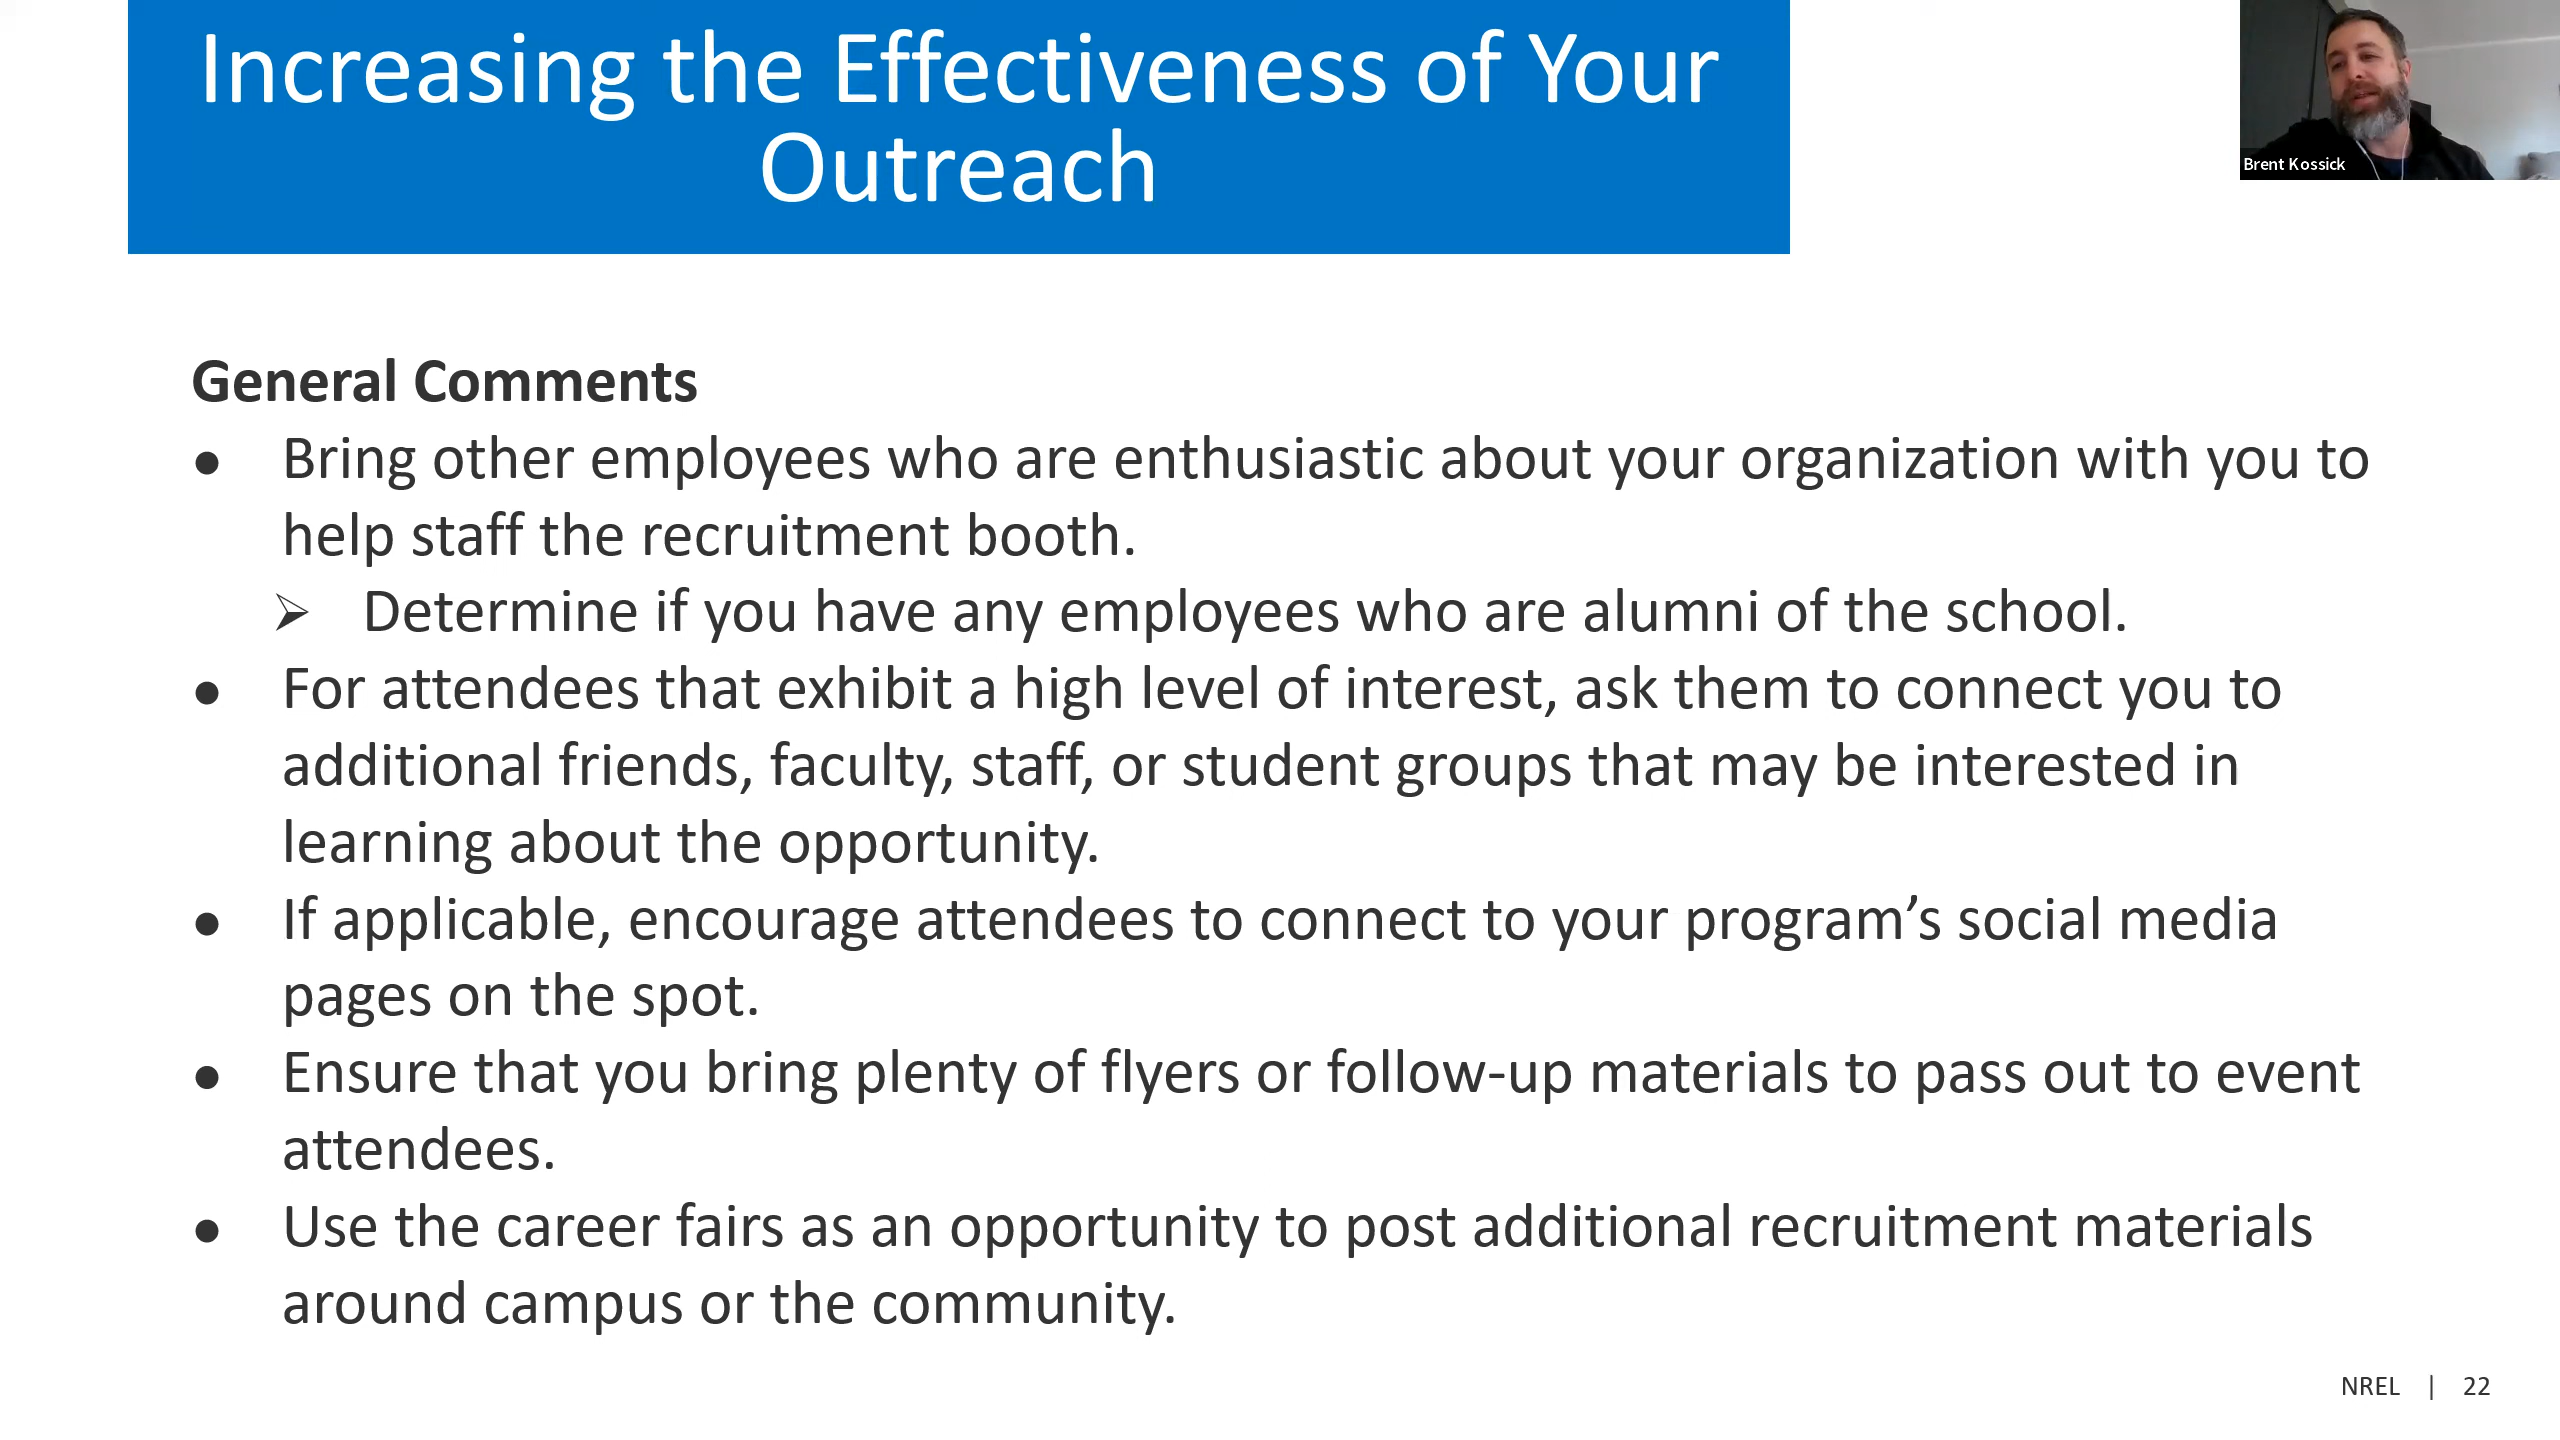 Increasing the Effectiveness of Your
Outreach
Brent Kossick
General Comments
● Bring other employees who are enthusiastic about your organization with you to
help staff the recruitment booth.
➢ Determine if you have any employees who are alumni of the school.
● For attendees that exhibit a high level of interest, ask them to connect you to
additional friends, faculty, staff, or student groups that may be interested in
learning about the opportunity.
● If applicable, encourage attendees to connect to your program’s social media
pages on the spot.
● Ensure that you bring plenty of flyers or follow-up materials to pass out to event
attendees.
● Use the career fairs as an opportunity to post additional recruitment materials
around campus or the community.
NREL | 22